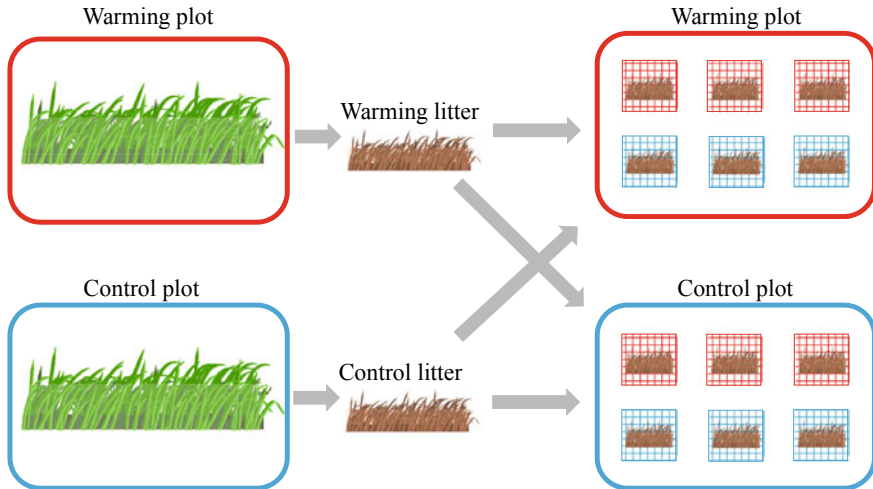 Warming plot
Warming plot
Warming litter
Control plot
Control plot
Control litter